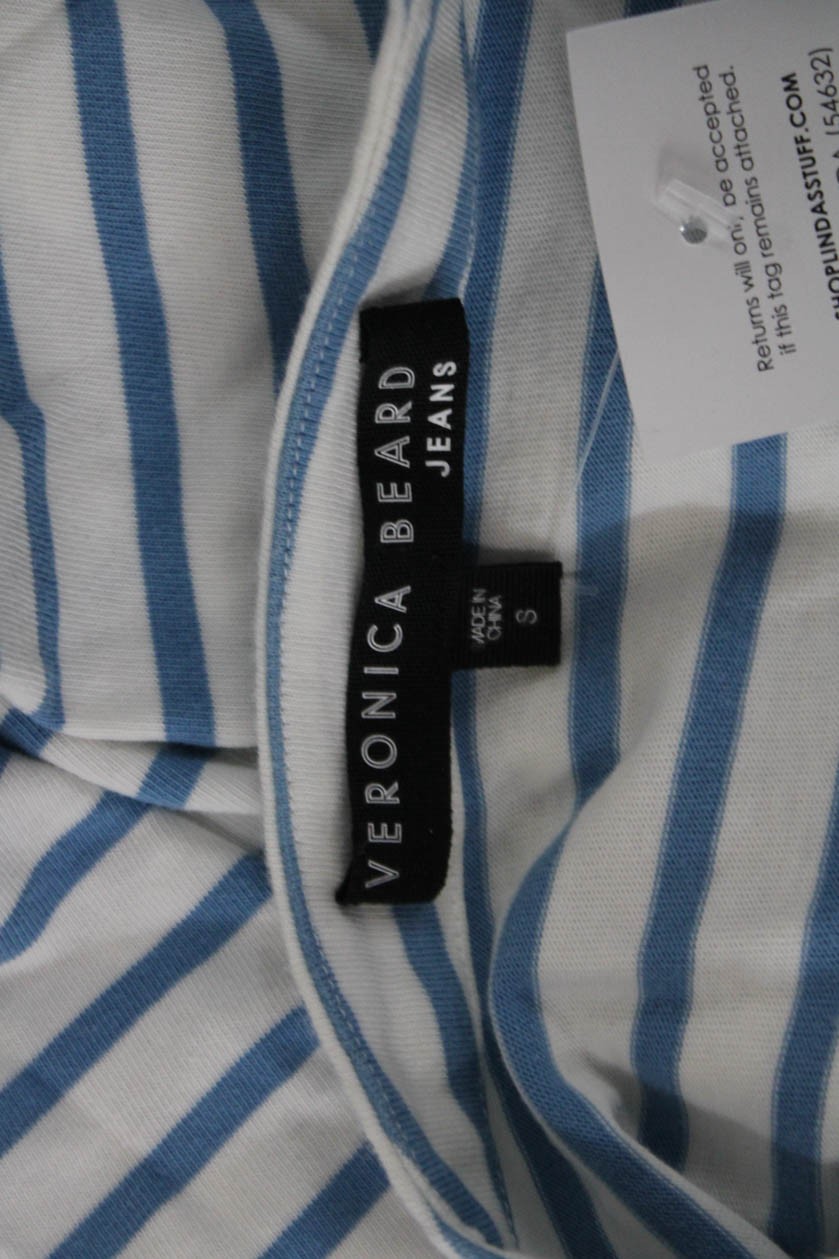 VERONICA BEARD
JEANS
MADE IN
CHINA
S
Returns will only be accepted
if this tag remains attached.
SHOPLINDASSTUFF.COM
(54632)